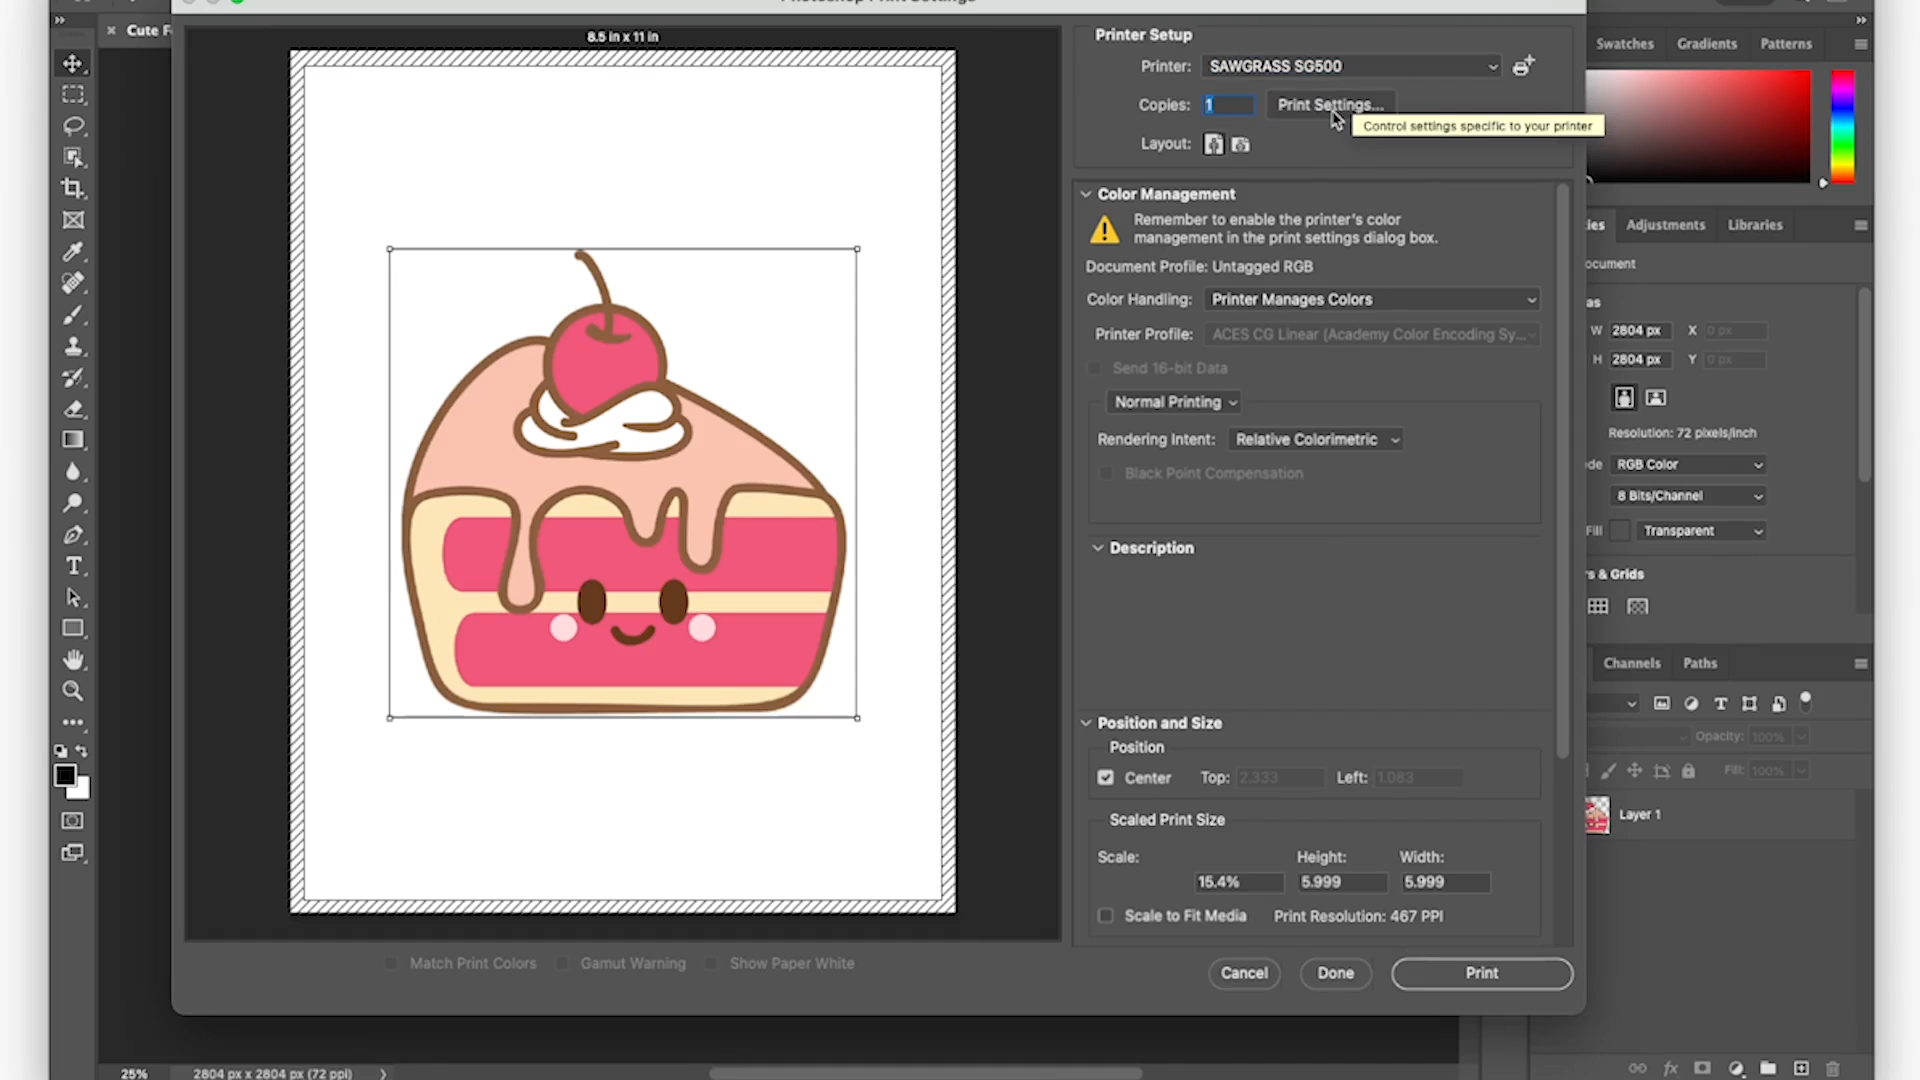 Cute F
8.5 in x 11 in
Printer Setup
Printer: SAWGRASS SG500
Copies: 1 Print Settings...
Control settings specific to your printer
Layout:
Color Management
Remember to enable the printer's color
management in the print settings dialog box.
Document Profile: Untagged RGB
Color Handling: Printer Manages Colors
Printer Profile: ACES CG Linear (Academy Color Encoding Sy...
Send 16-bit Data
Normal Printing
Rendering Intent: Relative Colorimetric
Black Point Compensation
Description
Position and Size
Position
Center Top: 2.333 Left: 1.083
Scaled Print Size
Scale: Height: Width:
15.4% 5.999 5.999
Scale to Fit Media Print Resolution: 467 PPI
Match Print Colors Gamut Warning Show Paper White
Cancel Done Print
Swatches Gradients Patterns
ies Adjustments Libraries
ocument
as
W 2804 px X 0 px
H 2804 px Y 0 px
Resolution: 72 pixels/inch
de RGB Color
8 Bits/Channel
Fill Transparent
rs & Grids
Channels Paths
Opacity: 100%
Fill: 100%
Layer 1
25% 2804 px x 2804 px (72 ppi)